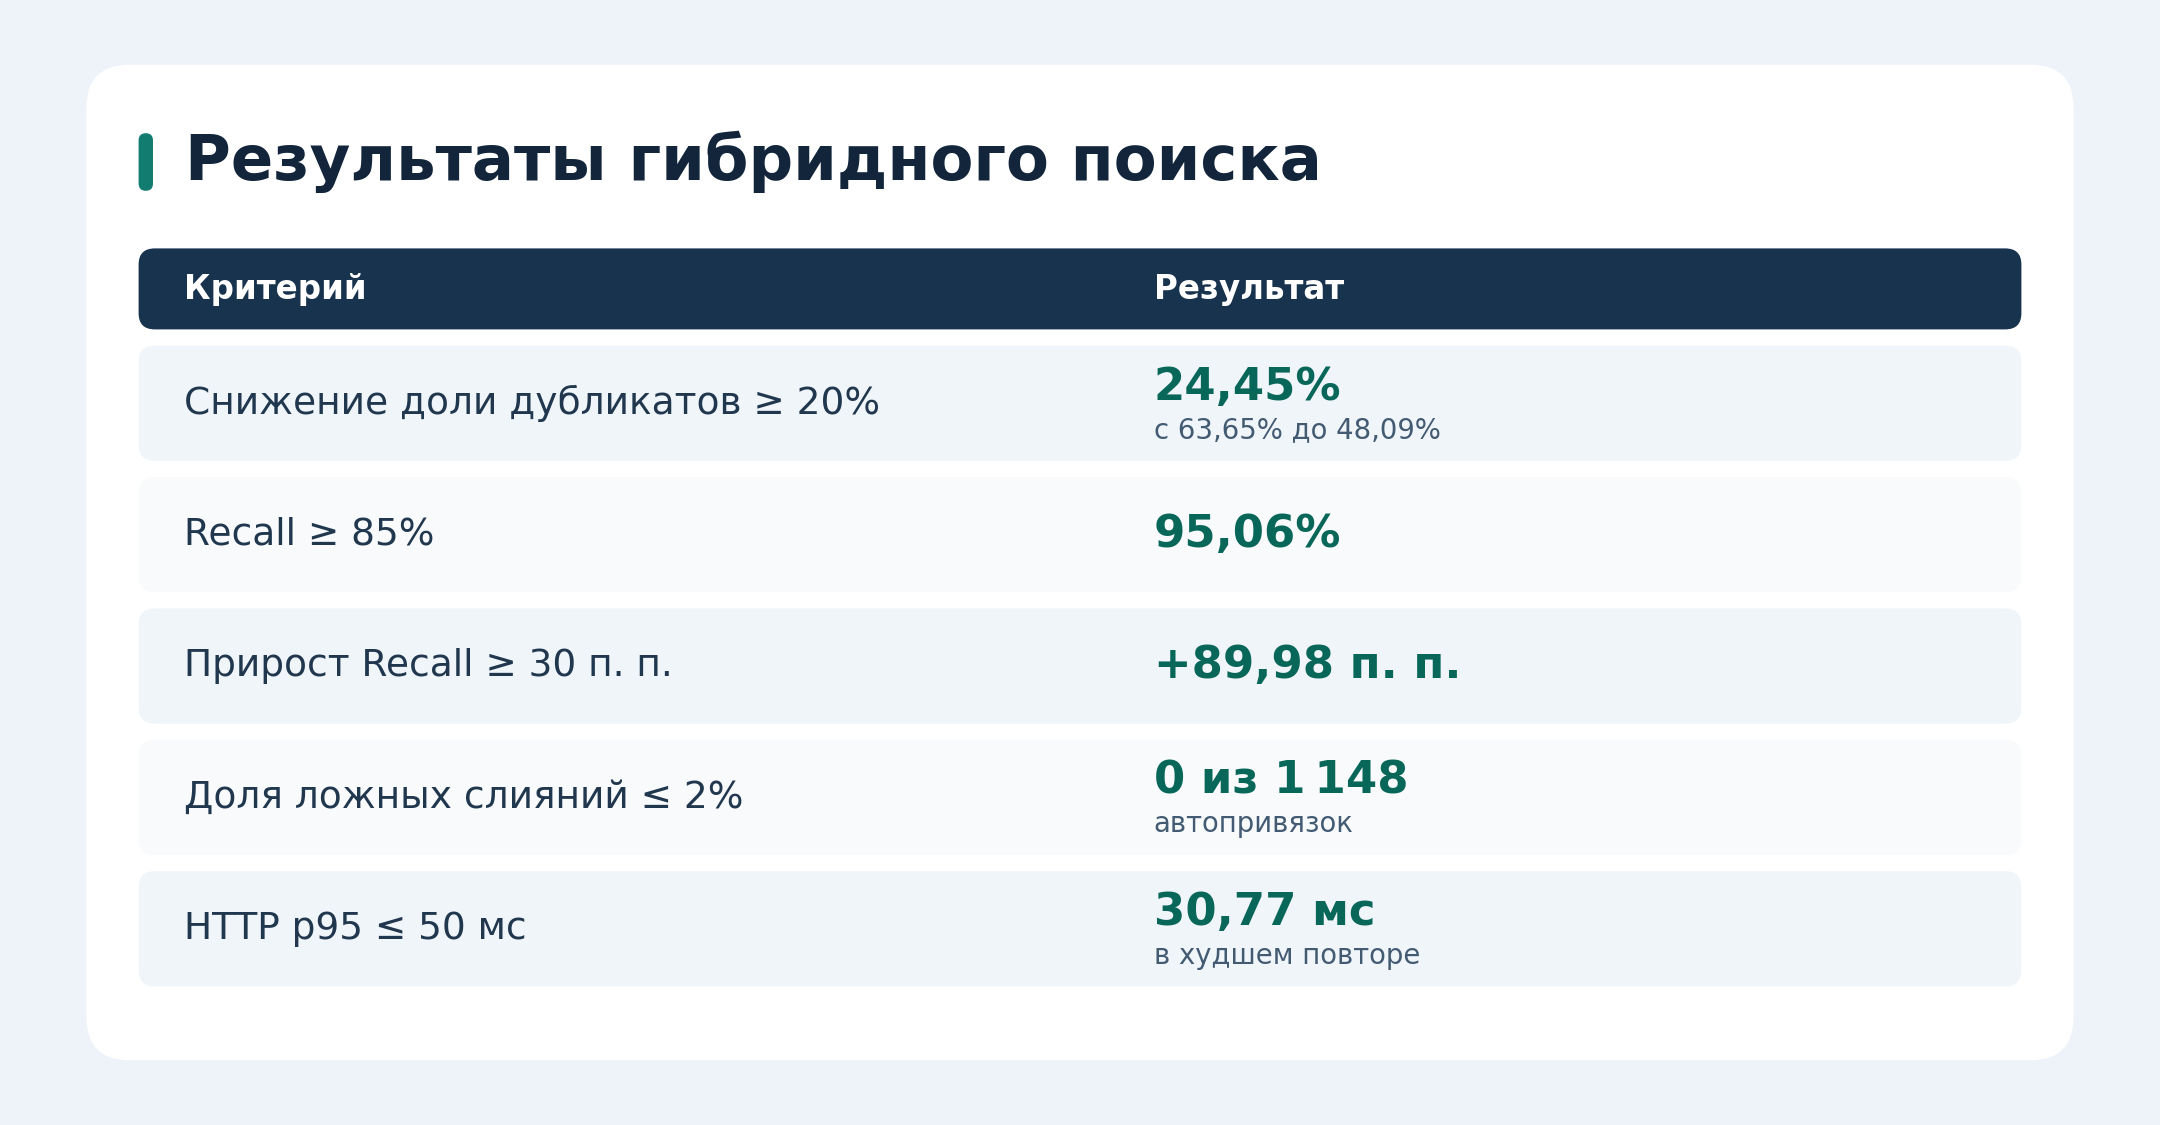 Результаты гибридного поиска
Критерий Результат
Снижение доли дубликатов ≥ 20% 24,45%
с 63,65% до 48,09%
Recall ≥ 85% 95,06%
Прирост Recall ≥ 30 п. п. +89,98 п. п.
Доля ложных слияний ≤ 2% 0 из 1 148
автопривязок
HTTP p95 ≤ 50 мс 30,77 мс
в худшем повторе